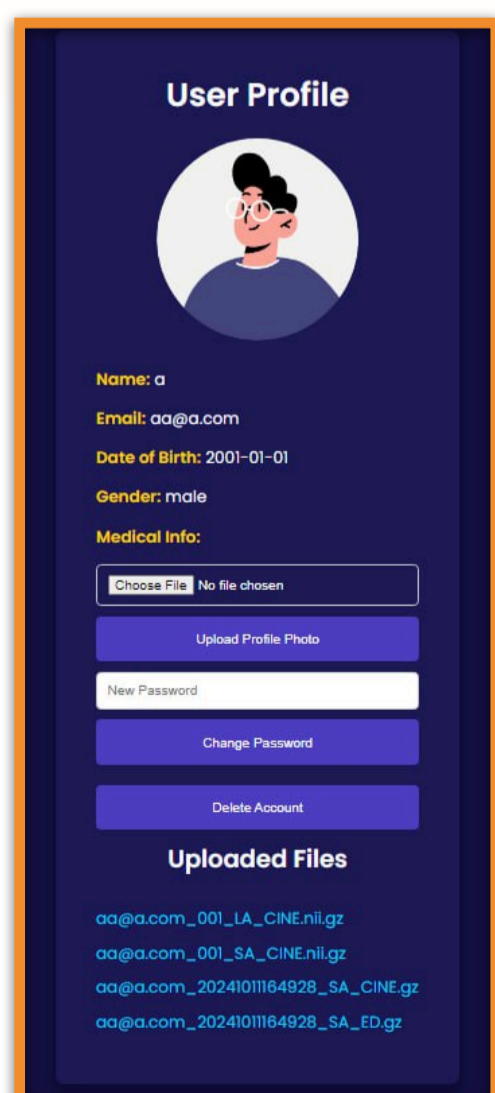 User Profile
Name: a
Email: aa@a.com
Date of Birth: 2001-01-01
Gender: male
Medical Info:
Choose File No file chosen
Upload Profile Photo
New Password
Change Password
Delete Account
Uploaded Files
aa@a.com_001_LA_CINE.nii.gz
aa@a.com_001_SA_CINE.nii.gz
aa@a.com_20241011164928_SA_CINE.gz
aa@a.com_20241011164928_SA_ED.gz